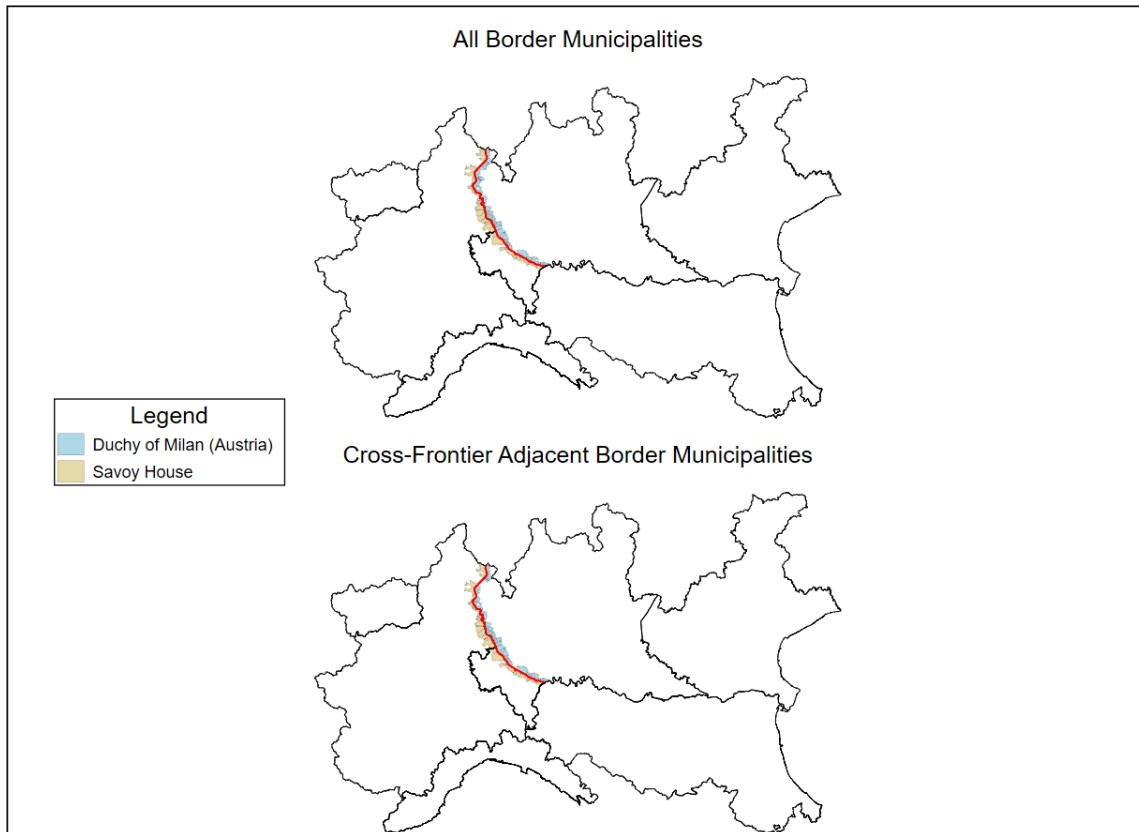 All Border Municipalities
Legend
Duchy of Milan (Austria)
Savoy House
Cross-Frontier Adjacent Border Municipalities